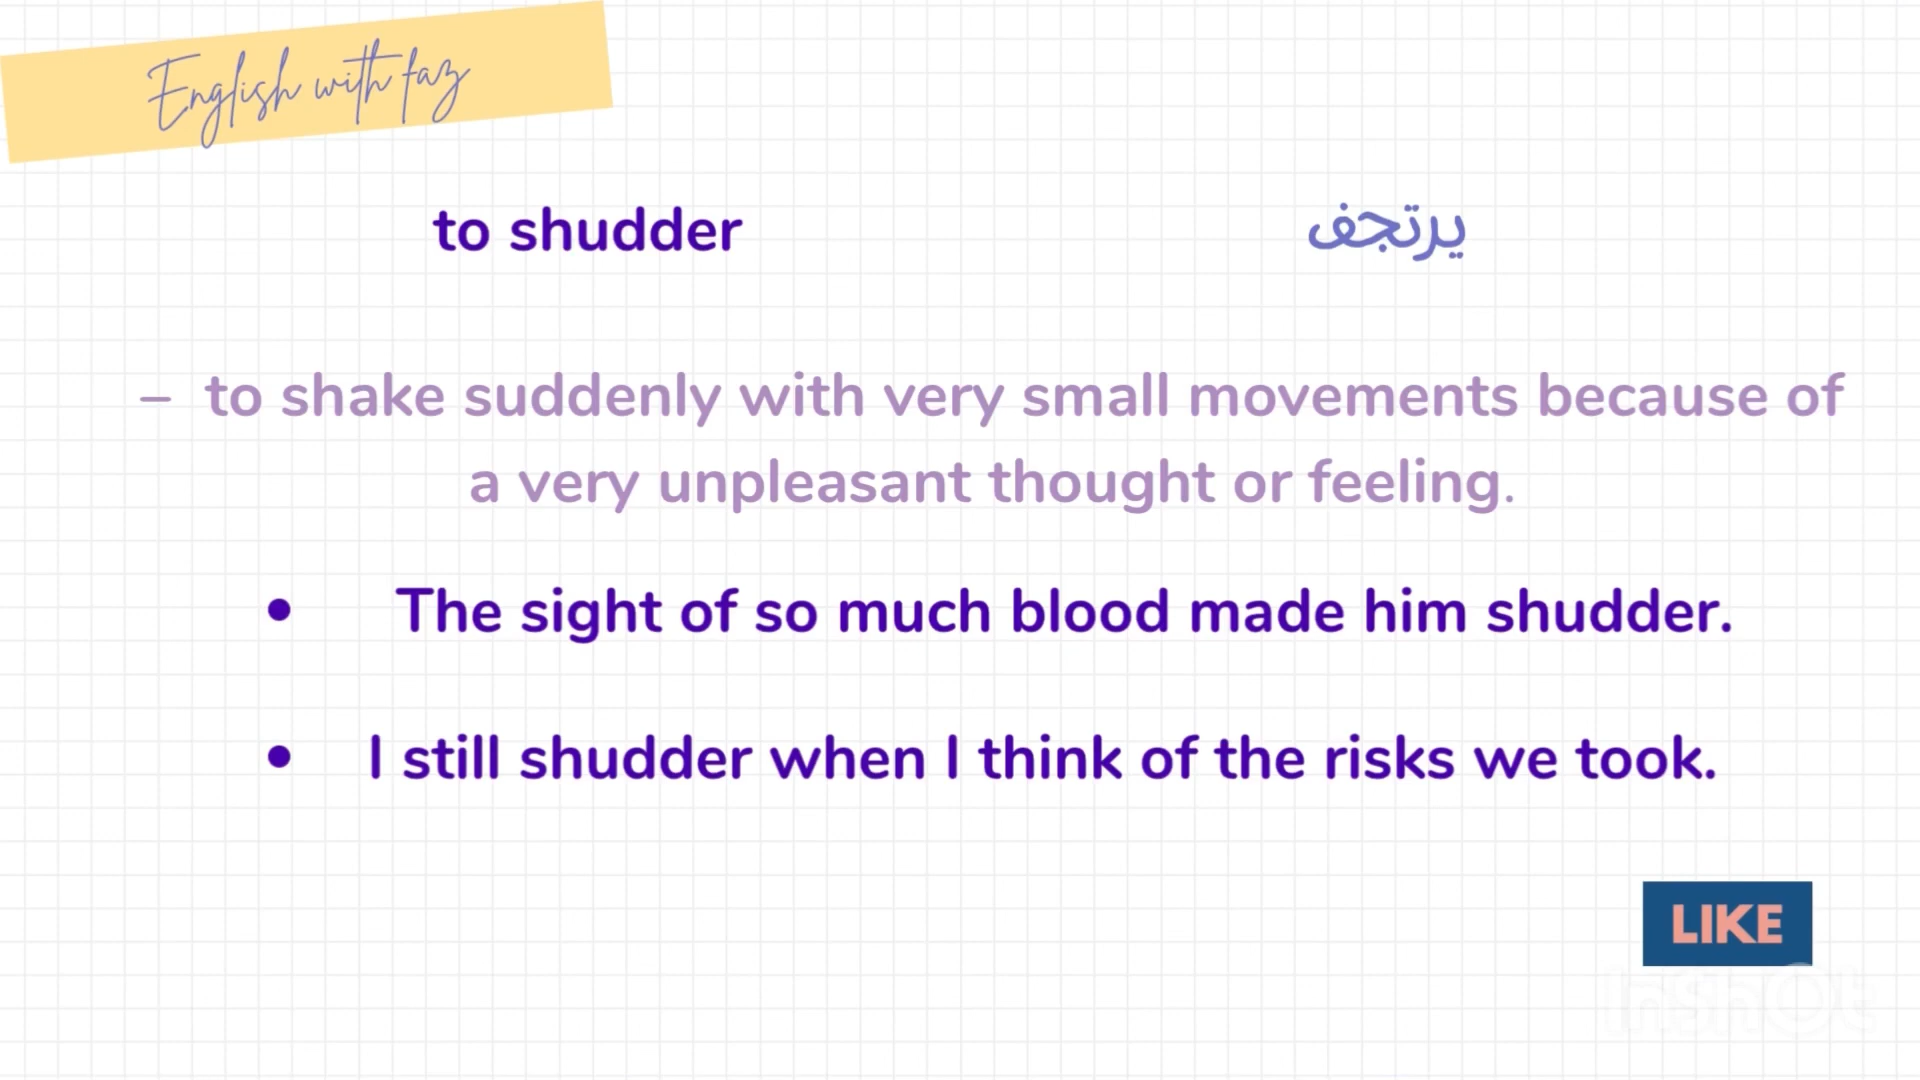 English with faz
to shudder
يرتجف
– to shake suddenly with very small movements because of
a very unpleasant thought or feeling.
• The sight of so much blood made him shudder.
• I still shudder when I think of the risks we took.
LIKE
InShOt